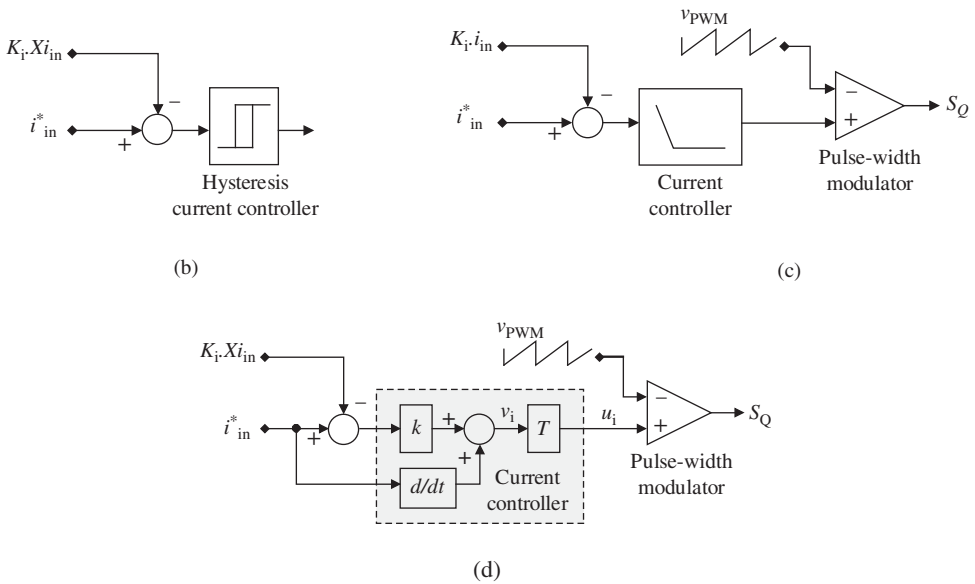 K_i.Xi_in
i*_in
−
+
Hysteresis
current controller
(b)
v_PWM
K_i.i_in
i*_in
−
+
−
+
S_Q
Current
controller
Pulse-width
modulator
(c)
v_PWM
K_i.Xi_in
i*_in
−
+
k
+
+
v_i
T
u_i
d/dt
Current
controller
−
+
S_Q
Pulse-width
modulator
(d)